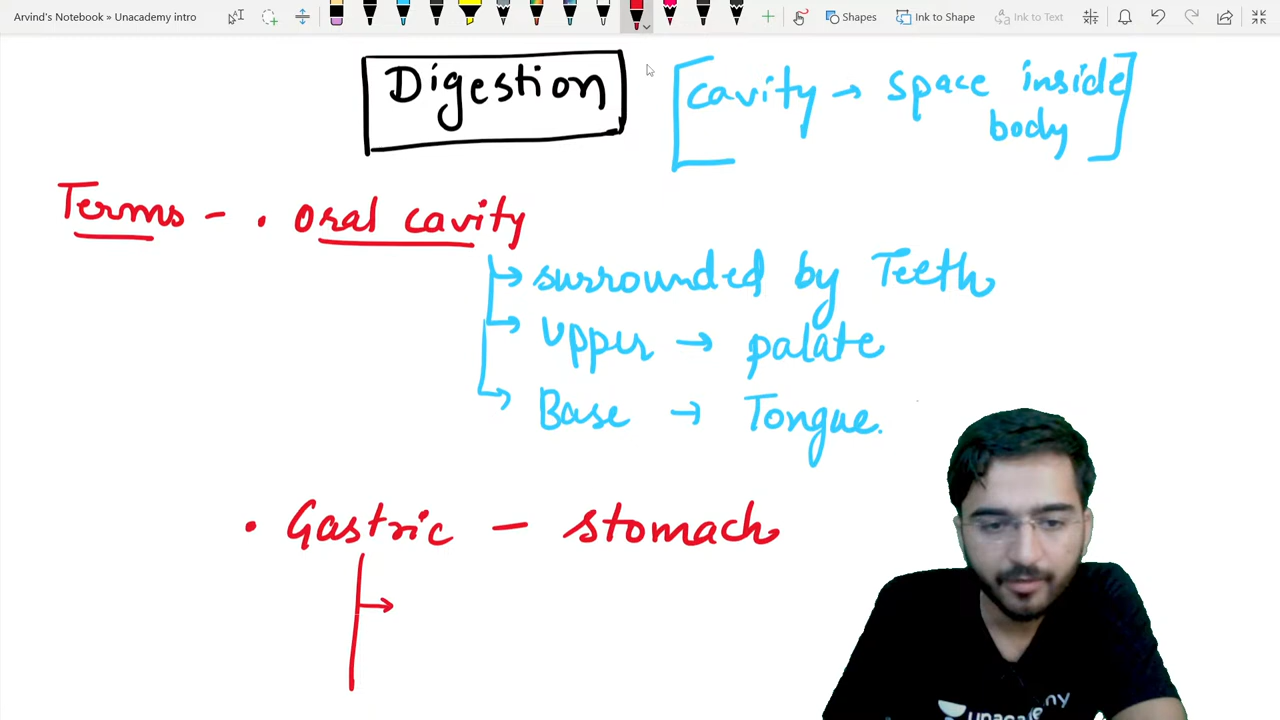 Arvind's Notebook » Unacademy intro
Shapes
Ink to Shape
Ink to Text
Digestion
[cavity → space inside
body]
Terms - • oral cavity
→ surrounded by Teeth
→ Upper → palate
→ Base → Tongue.
• Gastric - stomach
→